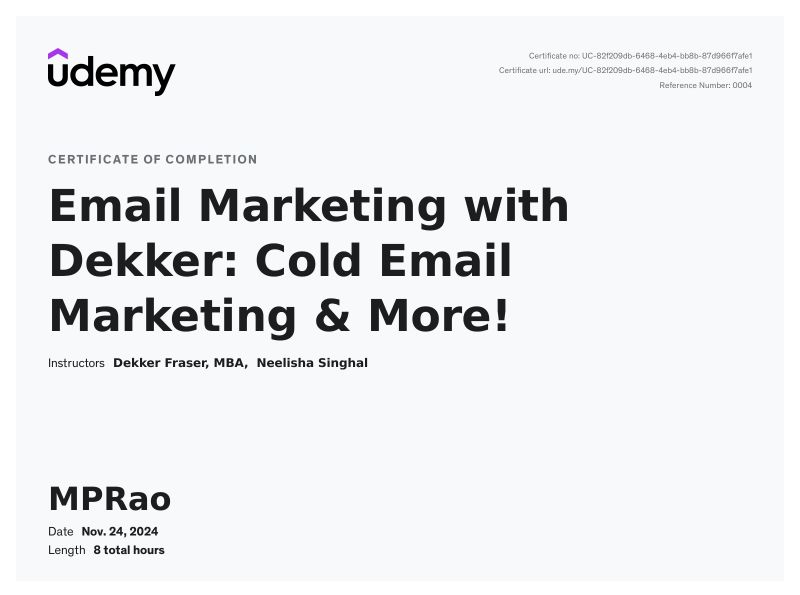 udemy
Certificate no: UC-82f209db-6468-4eb4-bb8b-87d966f7afe1
Certificate url: ude.my/UC-82f209db-6468-4eb4-bb8b-87d966f7afe1
Reference Number: 0004
CERTIFICATE OF COMPLETION
Email Marketing with
Dekker: Cold Email
Marketing & More!
Instructors Dekker Fraser, MBA, Neelisha Singhal
MPRao
Date Nov. 24, 2024
Length 8 total hours